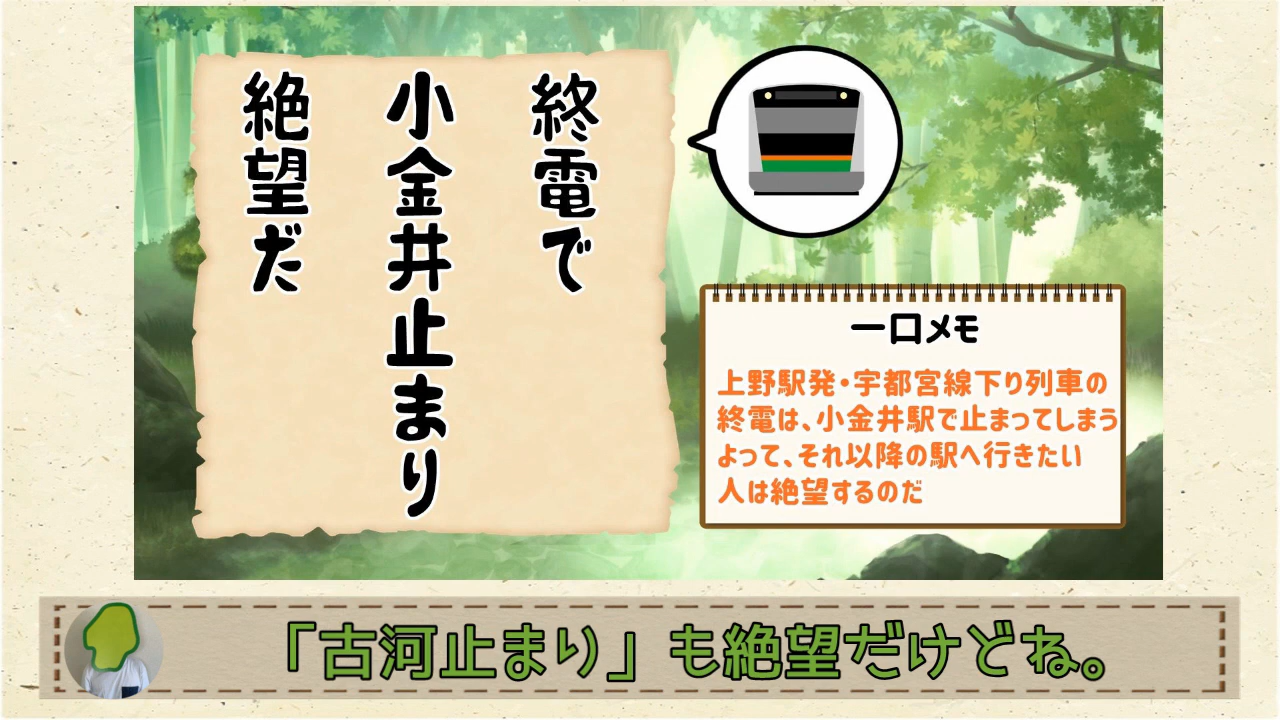 終電で
小金井止まり
絶望だ
一口メモ
上野駅発・宇都宮線下り列車の
終電は、小金井駅で止まってしまう
よって、それ以降の駅へ行きたい
人は絶望するのだ
「古河止まり」も絶望だけどね。